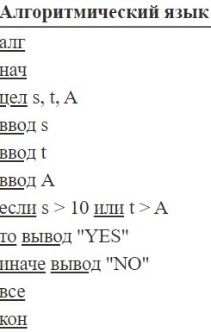 Алгоритмический язык
алг
нач
цел s, t, A
ввод s
ввод t
ввод A
если s > 10 или t > A
то вывод "YES"
иначе вывод "NO"
все
кон